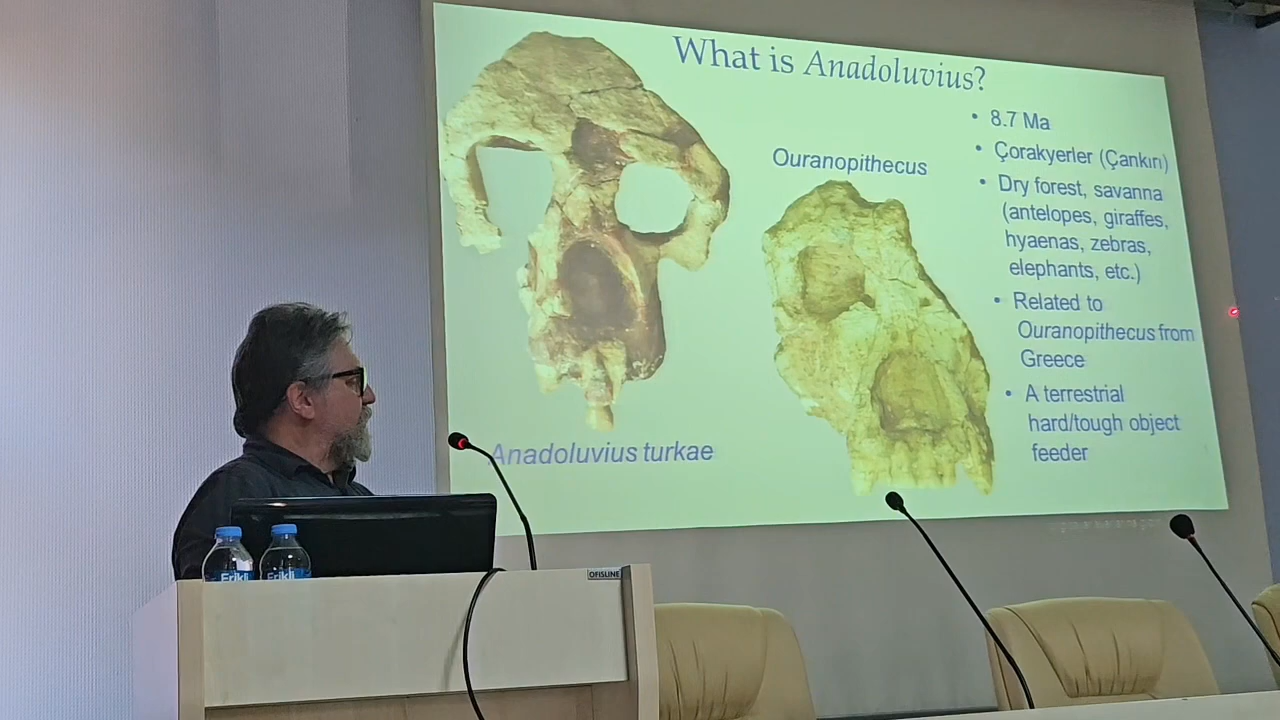 What is Anadoluvius?
• 8.7 Ma
• Çorakyerler (Çankırı)
• Dry forest, savanna
(antelopes, giraffes,
hyaenas, zebras,
elephants, etc.)
• Related to
Ouranopithecus from
Greece
• A terrestrial
hard/tough object
feeder
Ouranopithecus
Anadoluvius turkae
Erikli
Erikli
OFISLINE